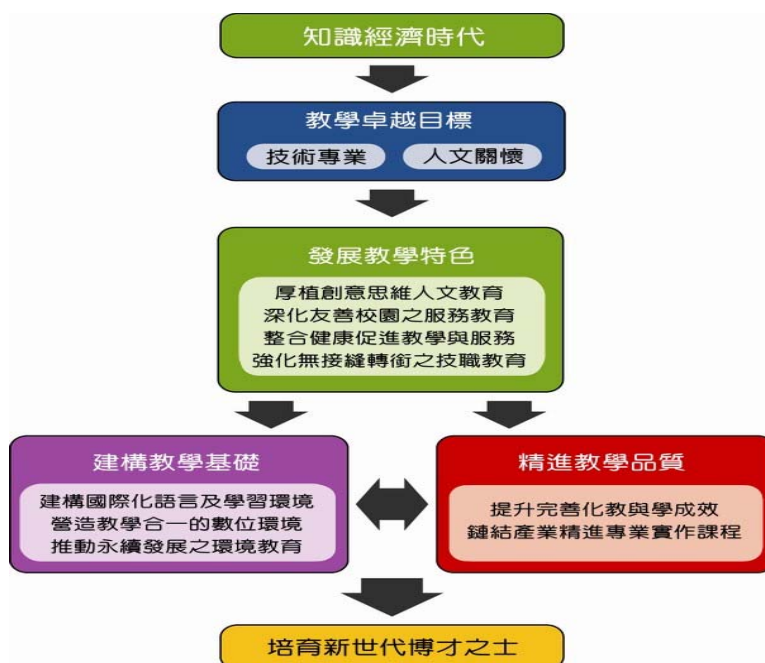 知識經濟時代
教學卓越目標
技術專業
人文關懷
發展教學特色
厚植創意思維人文教育
深化友善校園之服務教育
整合健康促進教學與服務
強化無接縫轉銜之技職教育
建構教學基礎
建構國際化語言及學習環境
營造教學合一的數位環境
推動永續發展之環境教育
精進教學品質
提升完善化教與學成效
鏈結產業精進專業實作課程
培育新世代博才之士